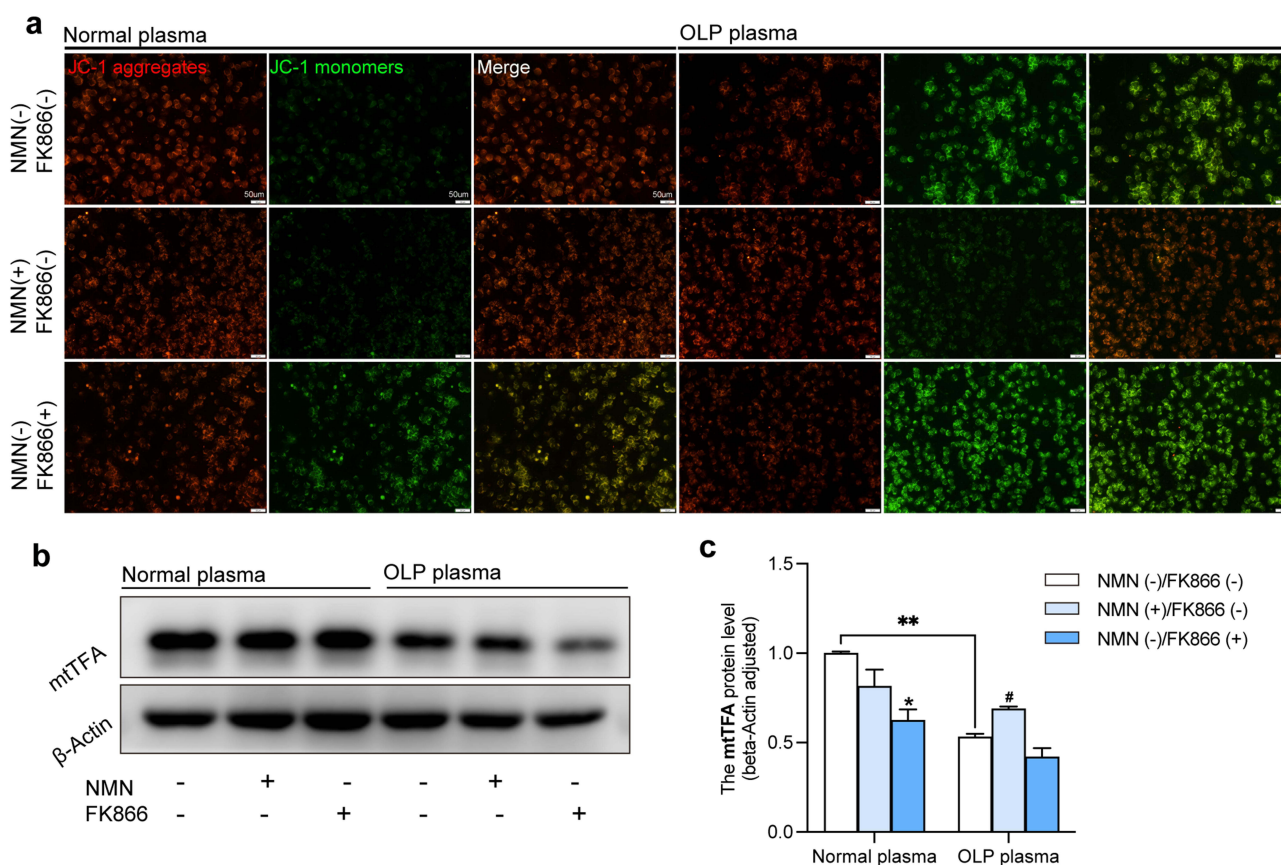 a
Normal plasma
OLP plasma
JC-1 aggregates
JC-1 monomers
Merge
NMN(-)
FK866(-)
50um
50um
NMN(+)
FK866(-)
NMN(-)
FK866(+)
b
Normal plasma
OLP plasma
mtTFA
β-Actin
NMN - + - - + -
FK866 - - + - - +
c
The mtTFA protein level
(beta-Actin adjusted)
1.5
1.0
0.5
0.0
**
*
#
Normal plasma
OLP plasma
NMN (-)/FK866 (-)
NMN (+)/FK866 (-)
NMN (-)/FK866 (+)